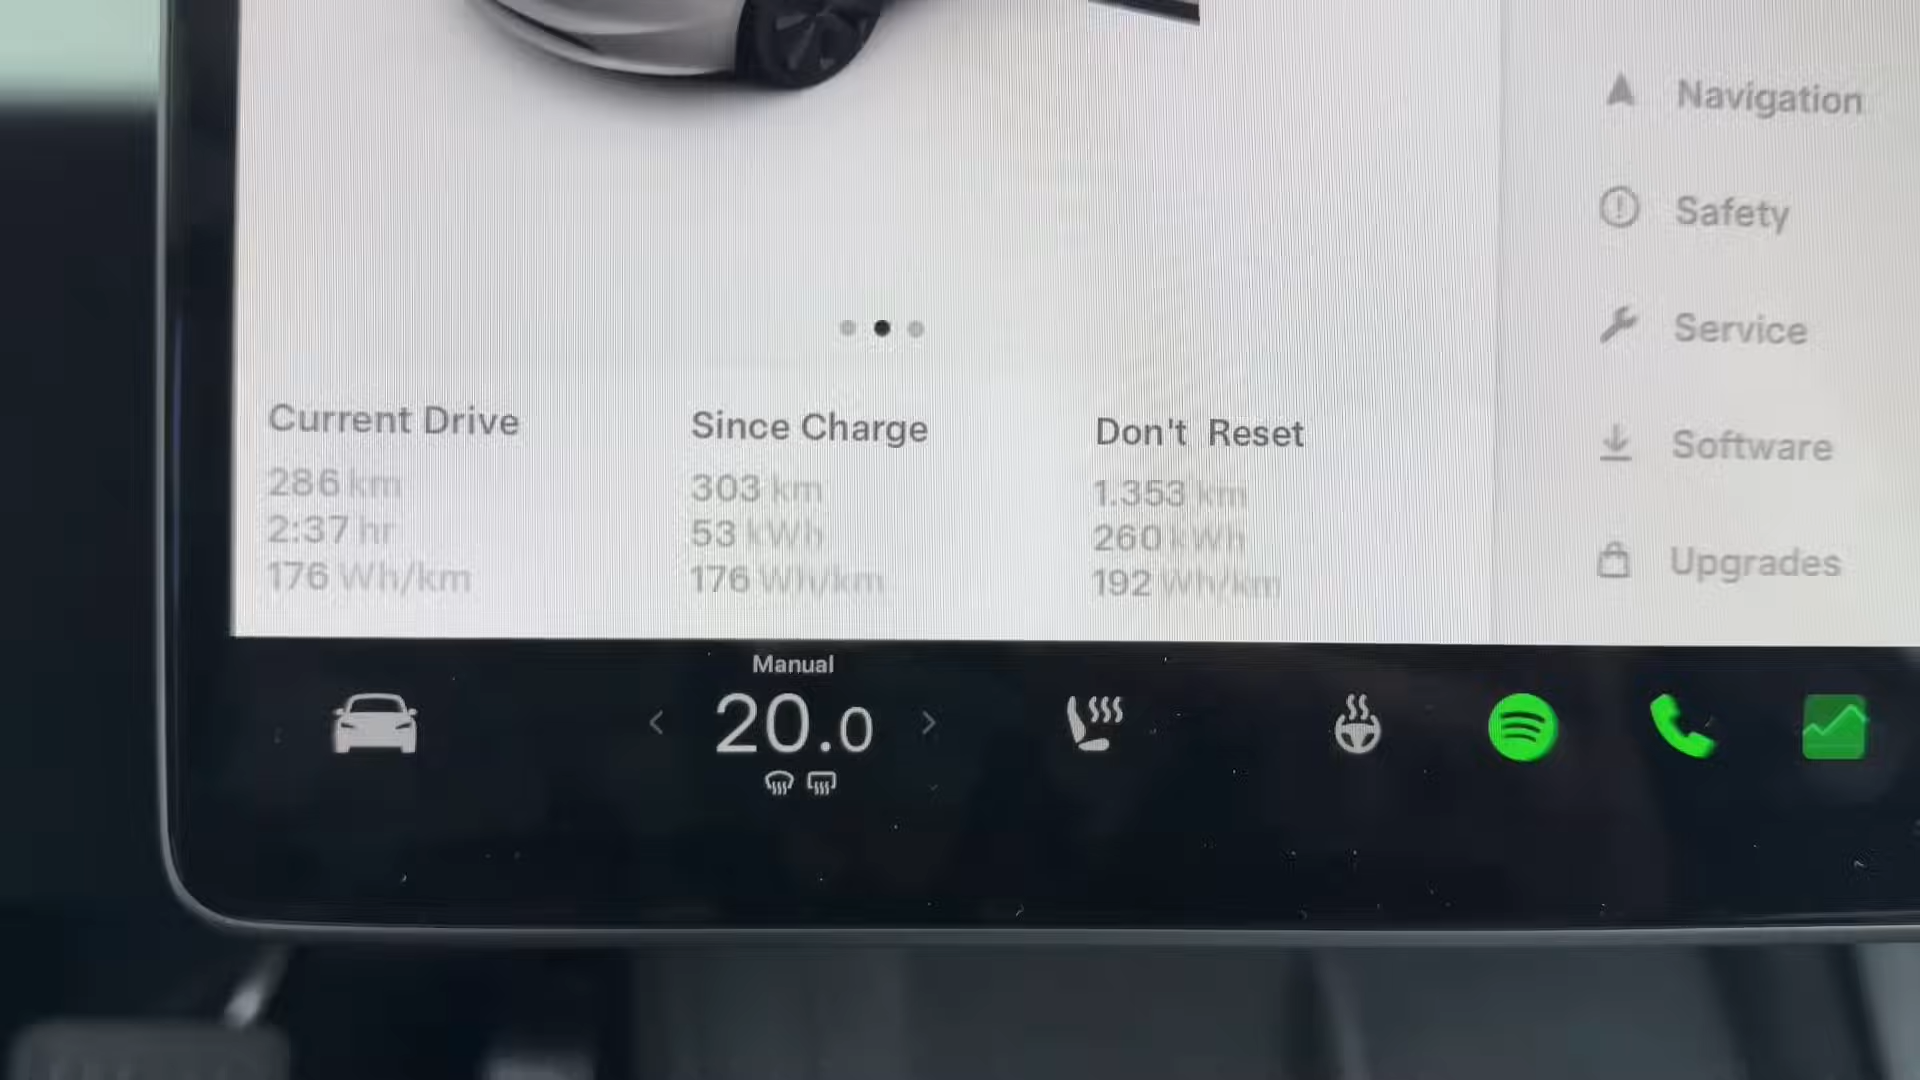 Navigation
Safety
Service
Software
Upgrades
Current Drive
286 km
2:37 hr
176 Wh/km
Since Charge
303 km
53 kWh
176 Wh/km
Don't Reset
1.353 km
260 kWh
192 Wh/km
Manual
20.0